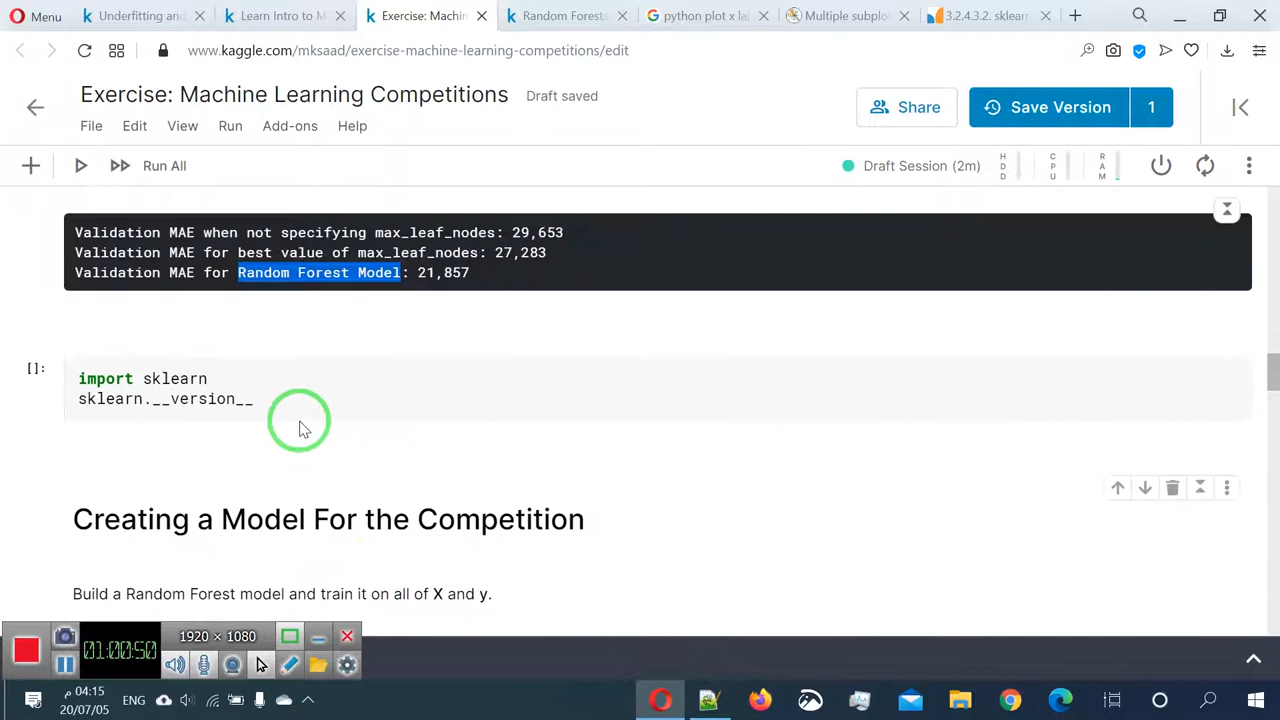 Menu
Underfitting and
Learn Intro to M
Exercise: Machin
Random Forests
python plot x la
Multiple subplo
3.2.4.3.2. sklearn
www.kaggle.com/mksaad/exercise-machine-learning-competitions/edit
Exercise: Machine Learning Competitions
Draft saved
Share
Save Version
1
File
Edit
View
Run
Add-ons
Help
Run All
Draft Session (2m)
HDD
CPU
RAM
Validation MAE when not specifying max_leaf_nodes: 29,653
Validation MAE for best value of max_leaf_nodes: 27,283
Validation MAE for Random Forest Model: 21,857
[]:
import sklearn
sklearn.__version__
Creating a Model For the Competition
Build a Random Forest model and train it on all of X and y.
1920 × 1080
01:00:50
04:15 م
20/07/05
ENG